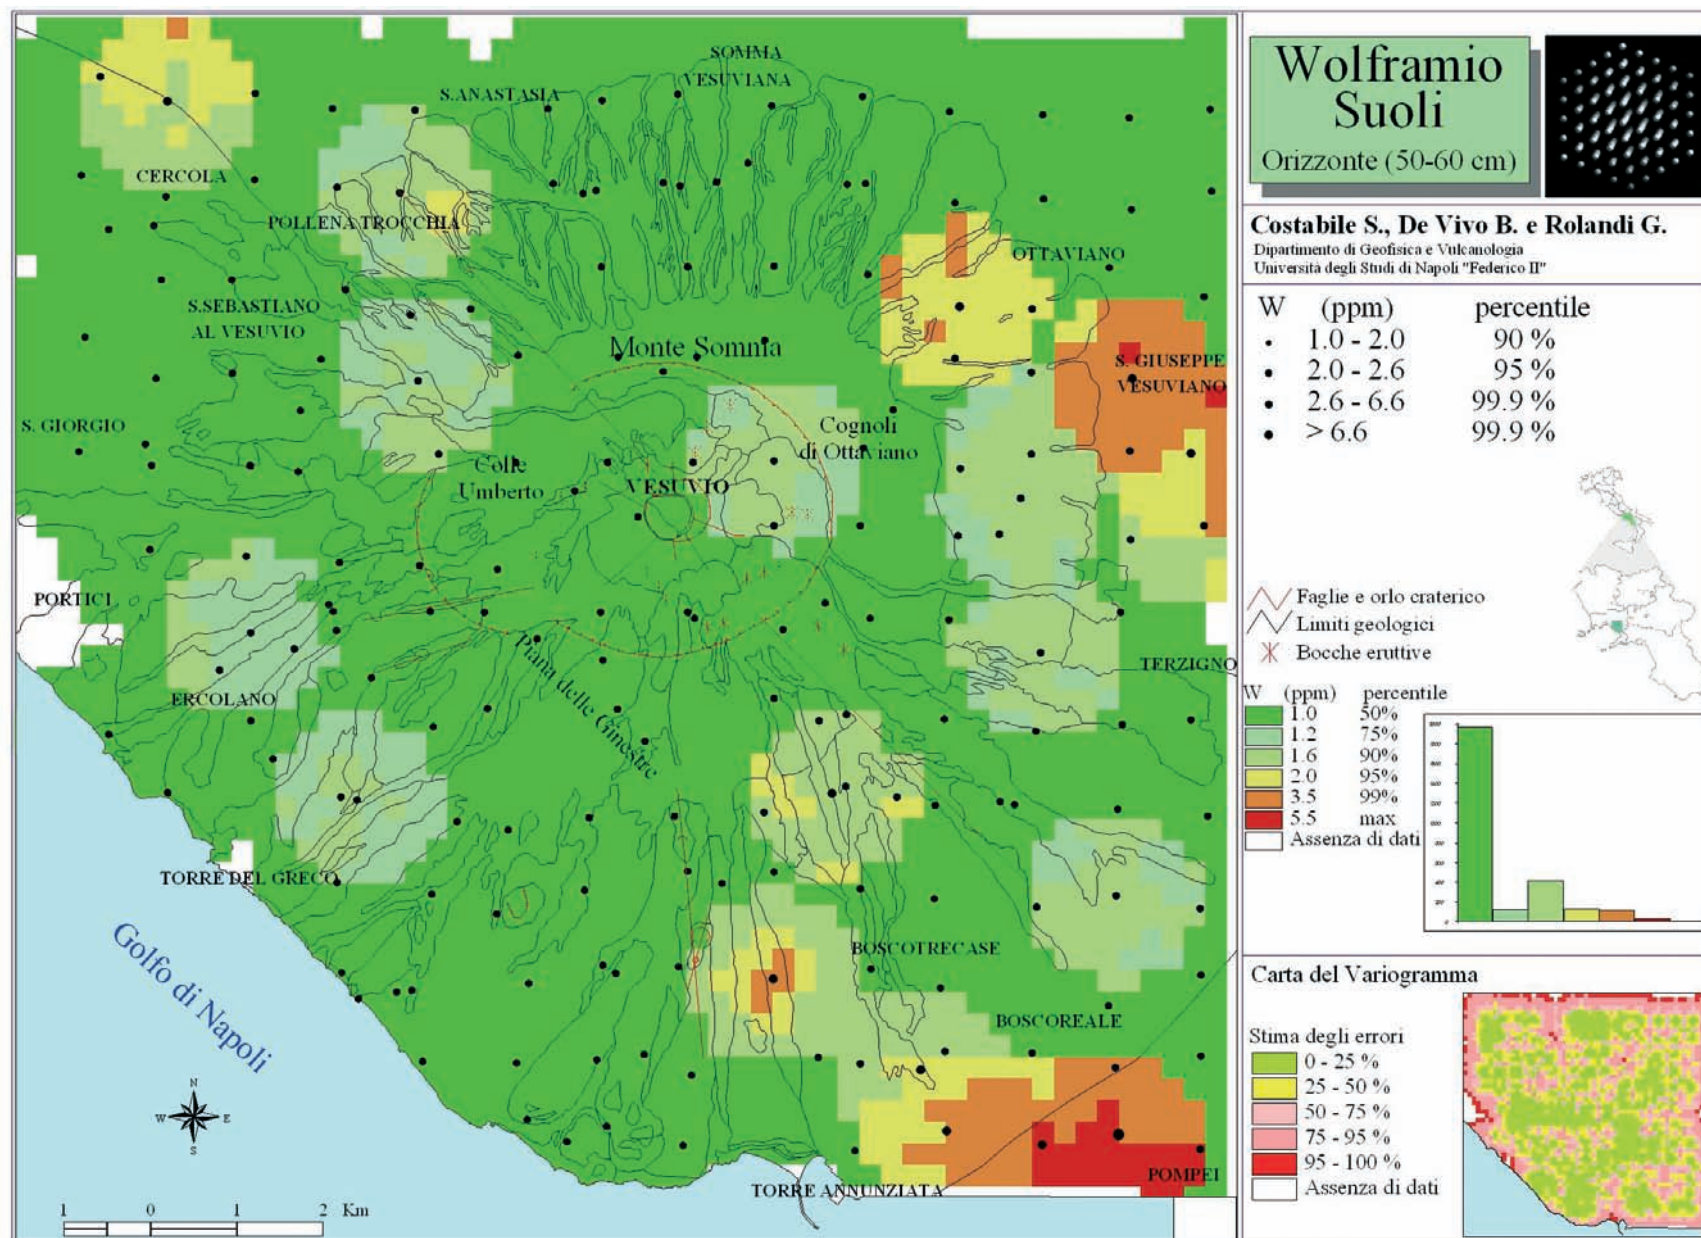 SOMMA
VESUVIANA
S.ANASTASIA
CERCOLA
POLLENA TROCCHIA
OTTAVIANO
S.SEBASTIANO
AL VESUVIO
Monte Somma
S. GIUSEPPE
VESUVIANO
S. GIORGIO
Cognoli
di Ottaviano
Colle
Umberto
VESUVIO
PORTICI
Piana delle Ginestre
TERZIGNO
ERCOLANO
TORRE DEL GRECO
Golfo di Napoli
BOSCOTRECASE
BOSCOREALE
POMPEI
TORRE ANNUNZIATA
N
W E
S
1 0 1 2 Km
Wolframio
Suoli
Orizzonte (50-60 cm)
Costabile S., De Vivo B. e Rolandi G.
Dipartimento di Geofisica e Vulcanologia
Università degli Studi di Napoli "Federico II"
W (ppm) percentile
1.0 - 2.0 90 %
2.0 - 2.6 95 %
2.6 - 6.6 99.9 %
> 6.6 99.9 %
Faglie e orlo craterico
Limiti geologici
Bocche eruttive
W (ppm) percentile
1.0 50%
1.2 75%
1.6 90%
2.0 95%
3.5 99%
5.5 max
Assenza di dati
Carta del Variogramma
Stima degli errori
0 - 25 %
25 - 50 %
50 - 75 %
75 - 95 %
95 - 100 %
Assenza di dati